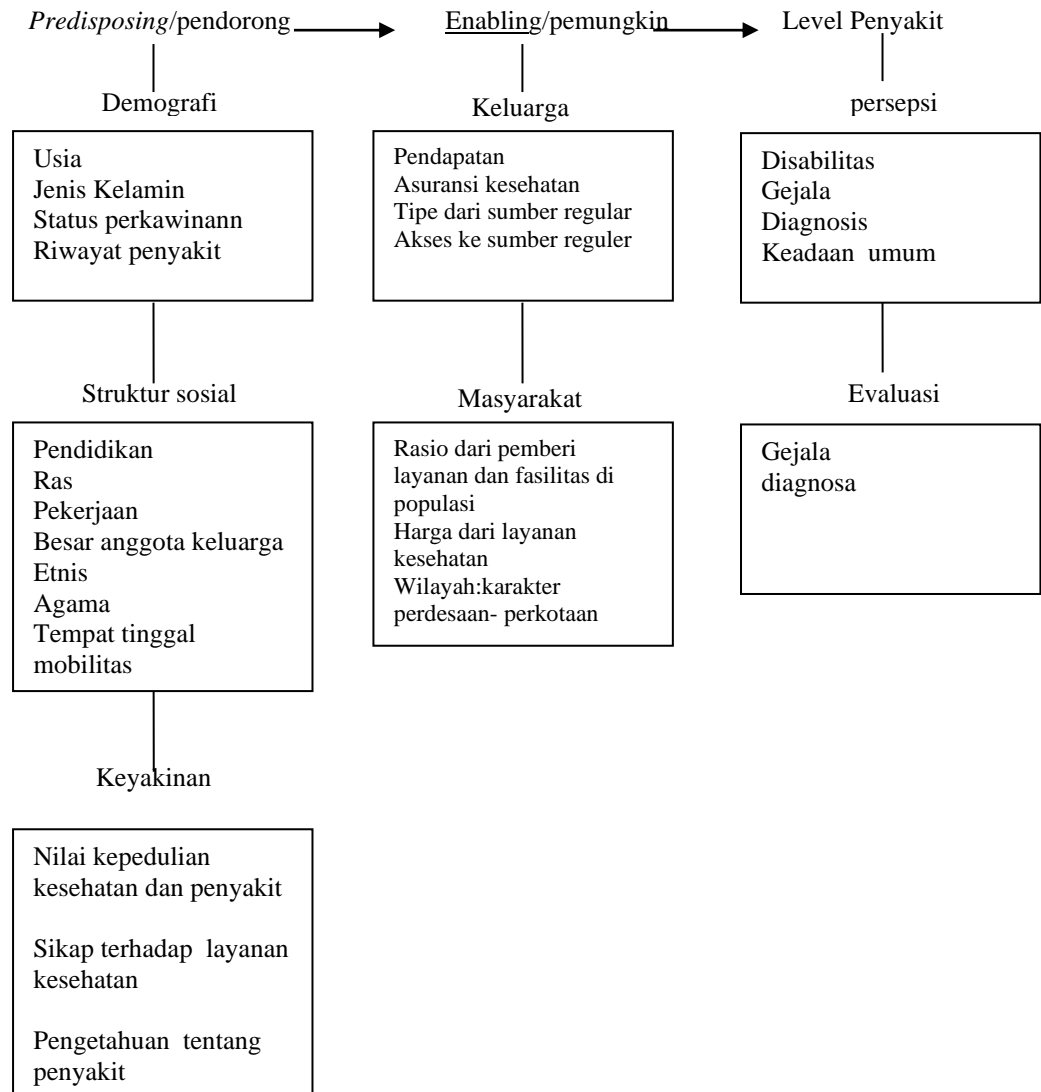 Predisposing/pendorong
Enabling/pemungkin
Level Penyakit
Demografi
Usia
Jenis Kelamin
Status perkawinann
Riwayat penyakit
Struktur sosial
Pendidikan
Ras
Pekerjaan
Besar anggota keluarga
Etnis
Agama
Tempat tinggal
mobilitas
Keyakinan
Nilai kepedulian
kesehatan dan penyakit
Sikap terhadap layanan
kesehatan
Pengetahuan tentang
penyakit
Keluarga
Pendapatan
Asuransi kesehatan
Tipe dari sumber regular
Akses ke sumber reguler
Masyarakat
Rasio dari pemberi
layanan dan fasilitas di
populasi
Harga dari layanan
kesehatan
Wilayah:karakter
perdesaan- perkotaan
persepsi
Disabilitas
Gejala
Diagnosis
Keadaan umum
Evaluasi
Gejala
diagnosa